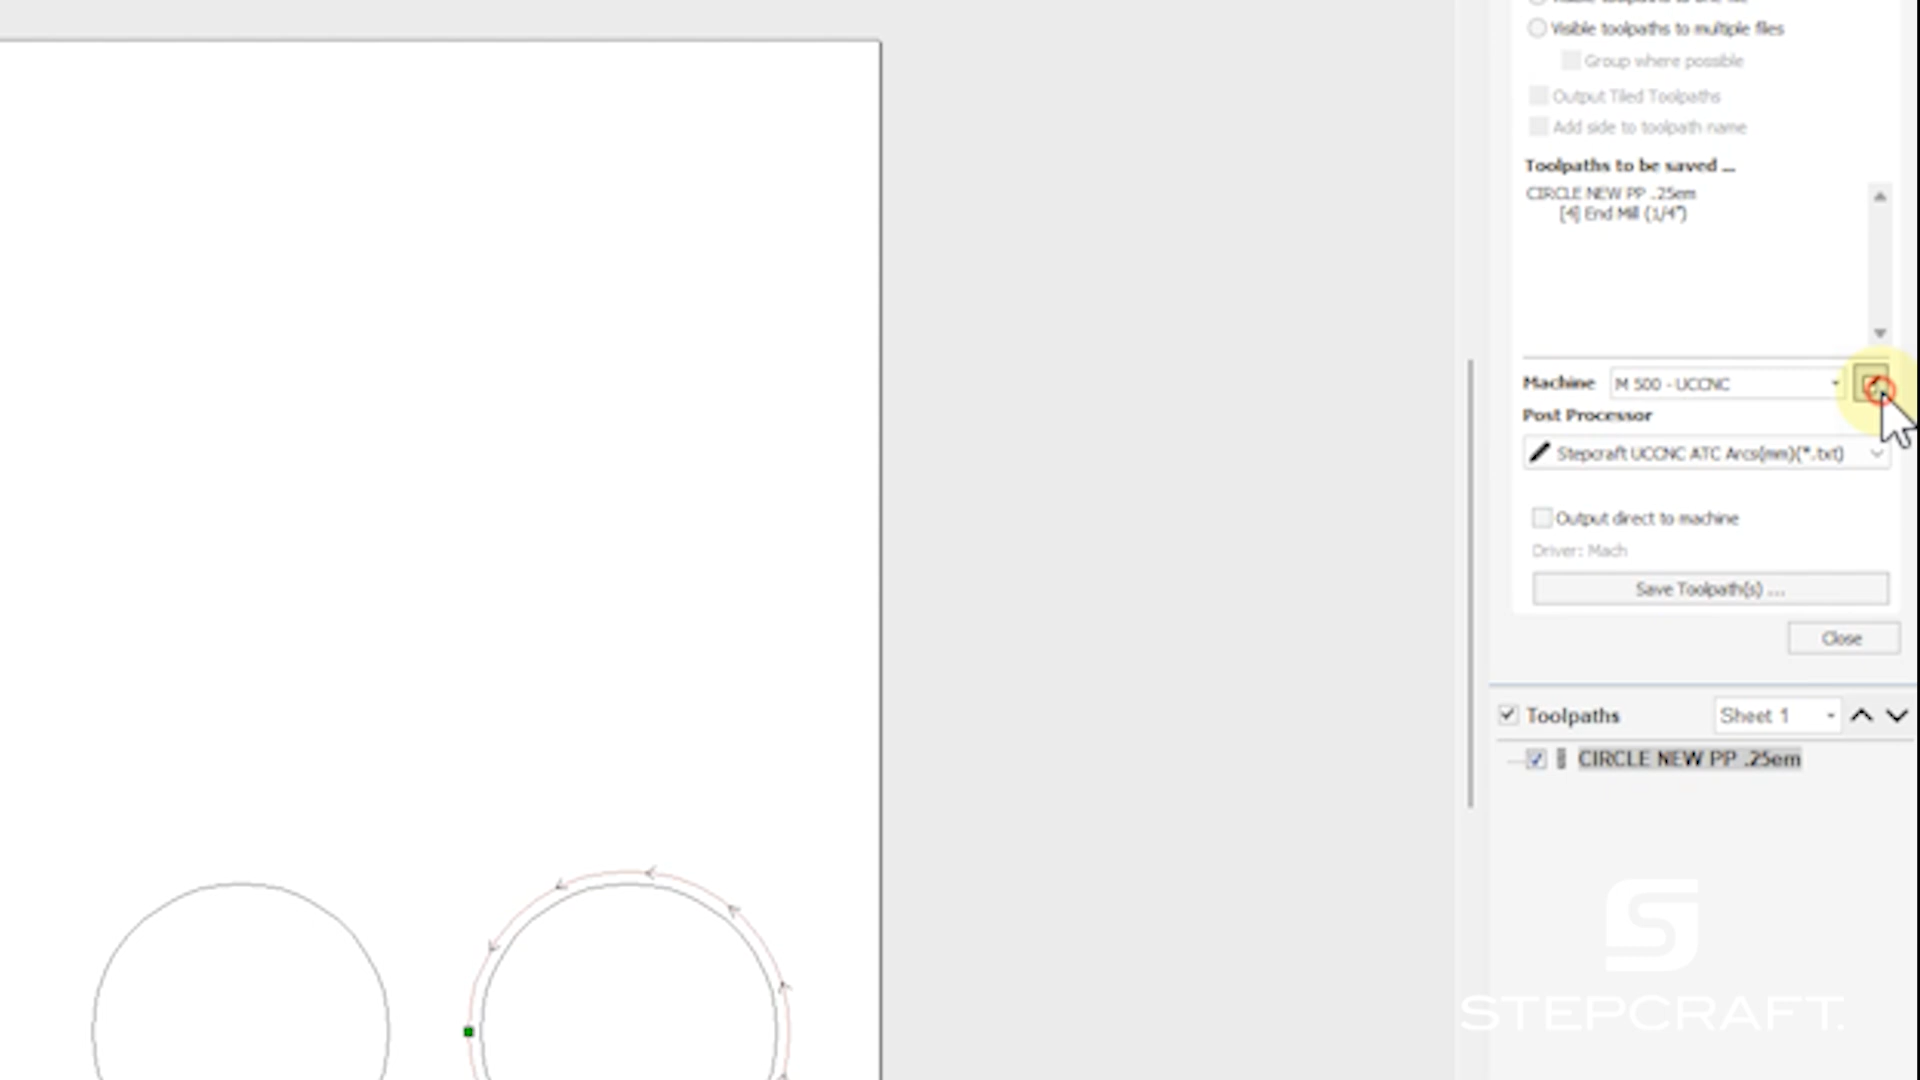 Visible toolpaths to multiple files
Group where possible
Output Tiled Toolpaths
Add side to toolpath name
Toolpaths to be saved ...
CIRCLE NEW PP .25em
[4] End Mill (1/4")
Machine M 500 - UCCNC
Post Processor
Stepcraft UCCNC ATC Arcs(mm)(*.txt)
Output direct to machine
Driver: Mach
Save Toolpath(s) ...
Close
Toolpaths Sheet 1
CIRCLE NEW PP .25em
STEPCRAFT.